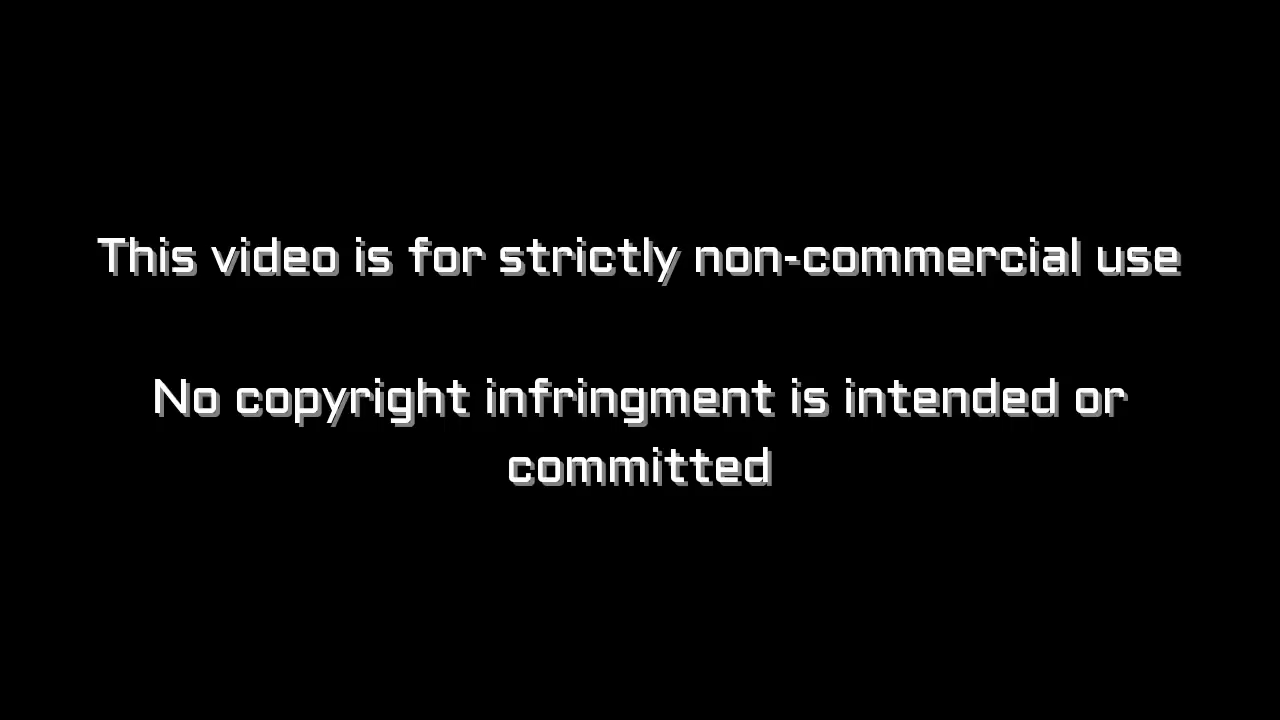 This video is for strictly non-commercial use
No copyright infringment is intended or
committed